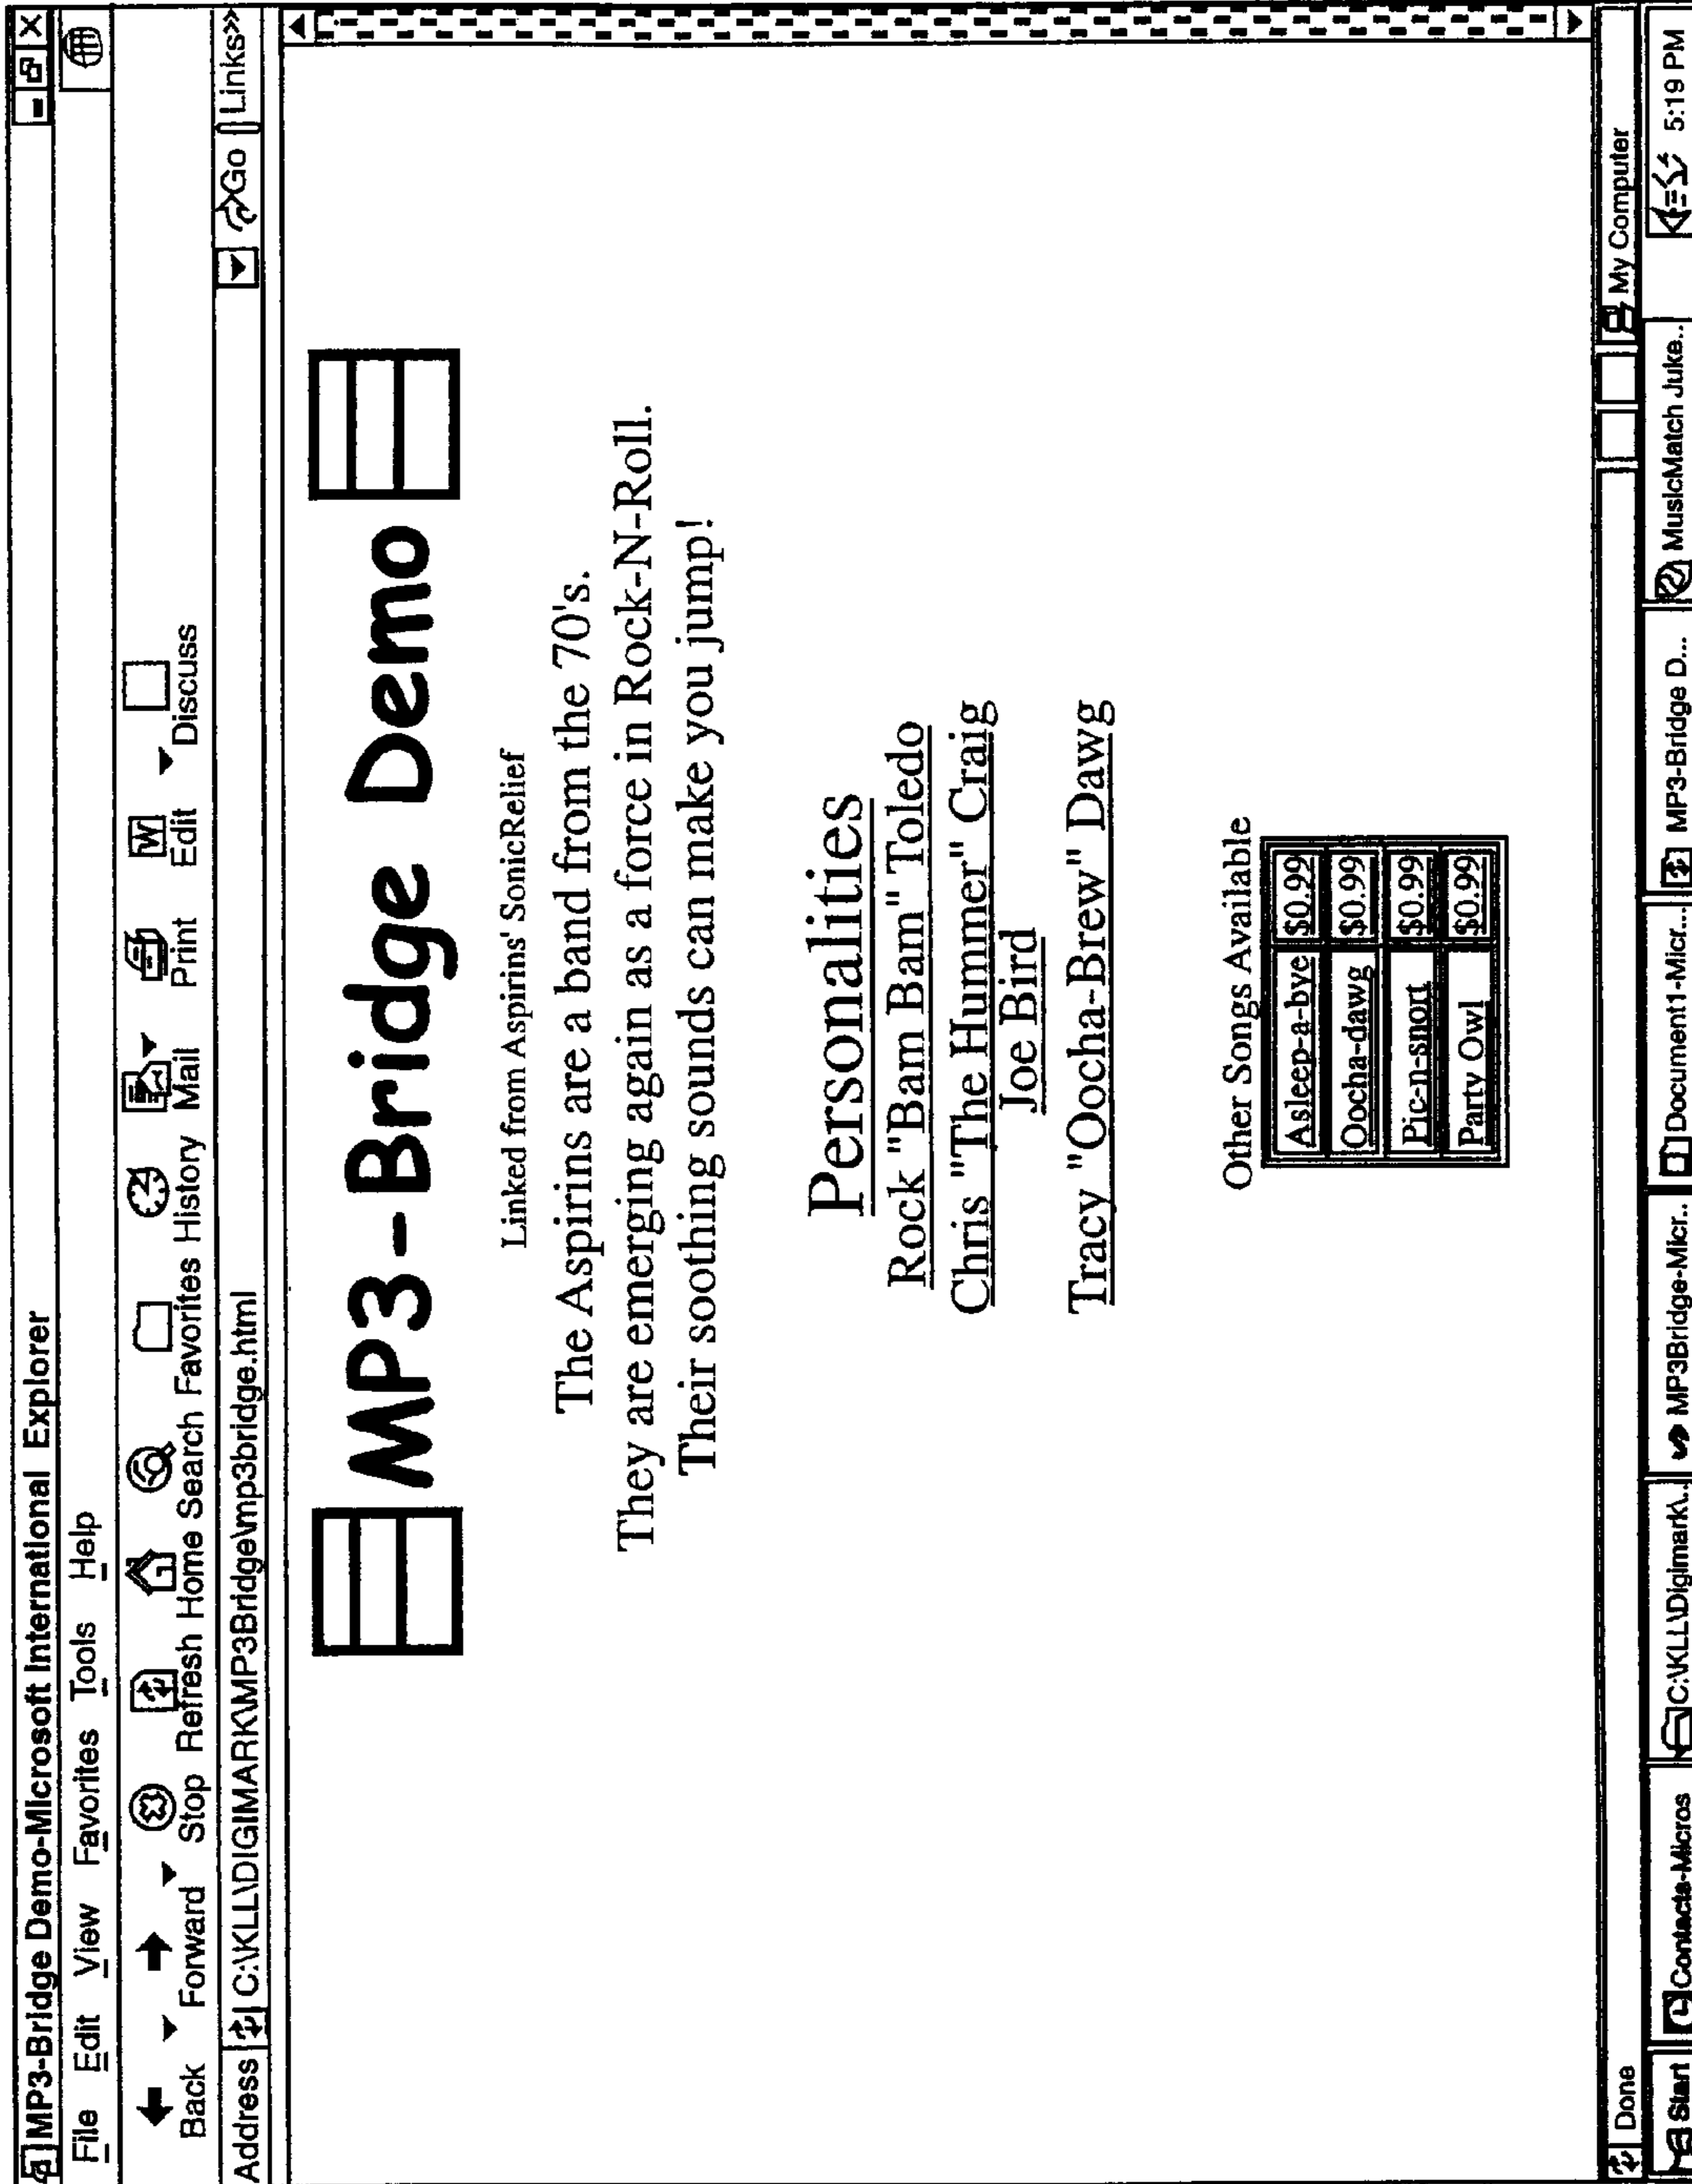 MP3-Bridge Demo-Microsoft International Explorer
File Edit View Favorites Tools Help
Back Forward Stop Refresh Home Search Favorites History Mail Print Edit Discuss
Address C:\KLL\DIGIMARK\MP3Bridge\mp3bridge.html Go Links»
MP3-Bridge Demo
Linked from Aspirins' SonicRelief
The Aspirins are a band from the 70's.
They are emerging again as a force in Rock-N-Roll.
Their soothing sounds can make you jump!
Personalities
Rock "Bam Bam" Toledo
Chris "The Hummer" Craig
Joe Bird
Tracy "Oocha-Brew" Dawg
Other Songs Available
Asleep-a-bye $0.99
Oocha-dawg $0.99
Pic-n-snort $0.99
Party Owl $0.99
Done My Computer
Start Contacts-Micros C:\KLL\Digimark\.. MP3Bridge-Micr.. Document1-Micr... MP3-Bridge D... MusicMatch Juke.. 5:19 PM